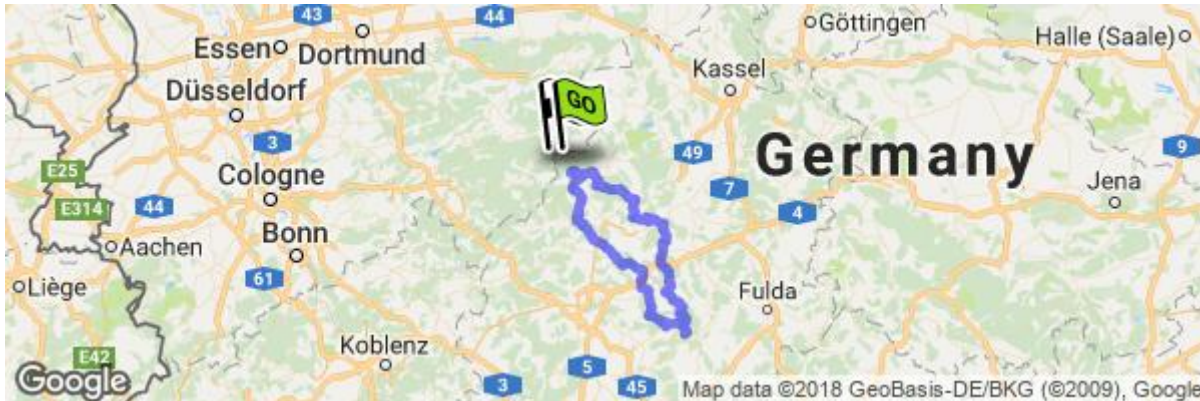 43
44
Göttingen
Essen
Dortmund
Halle (Saale)
Kassel
Düsseldorf
GO
3
49
Germany
9
E25
Cologne
7
Jena
E314
44
4
Aachen
Bonn
61
Liège
Fulda
Koblenz
E42
5
3
45
Google
Map data ©2018 GeoBasis-DE/BKG (©2009), Google